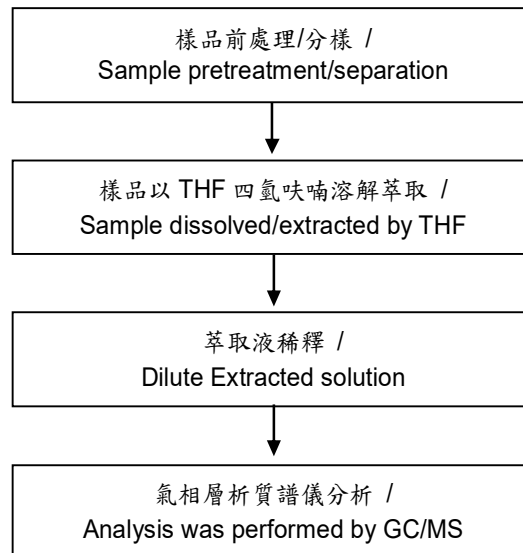 樣品前處理/分樣 /
Sample pretreatment/separation
樣品以 THF 四氫呋喃溶解萃取 /
Sample dissolved/extracted by THF
萃取液稀釋 /
Dilute Extracted solution
氣相層析質譜儀分析 /
Analysis was performed by GC/MS